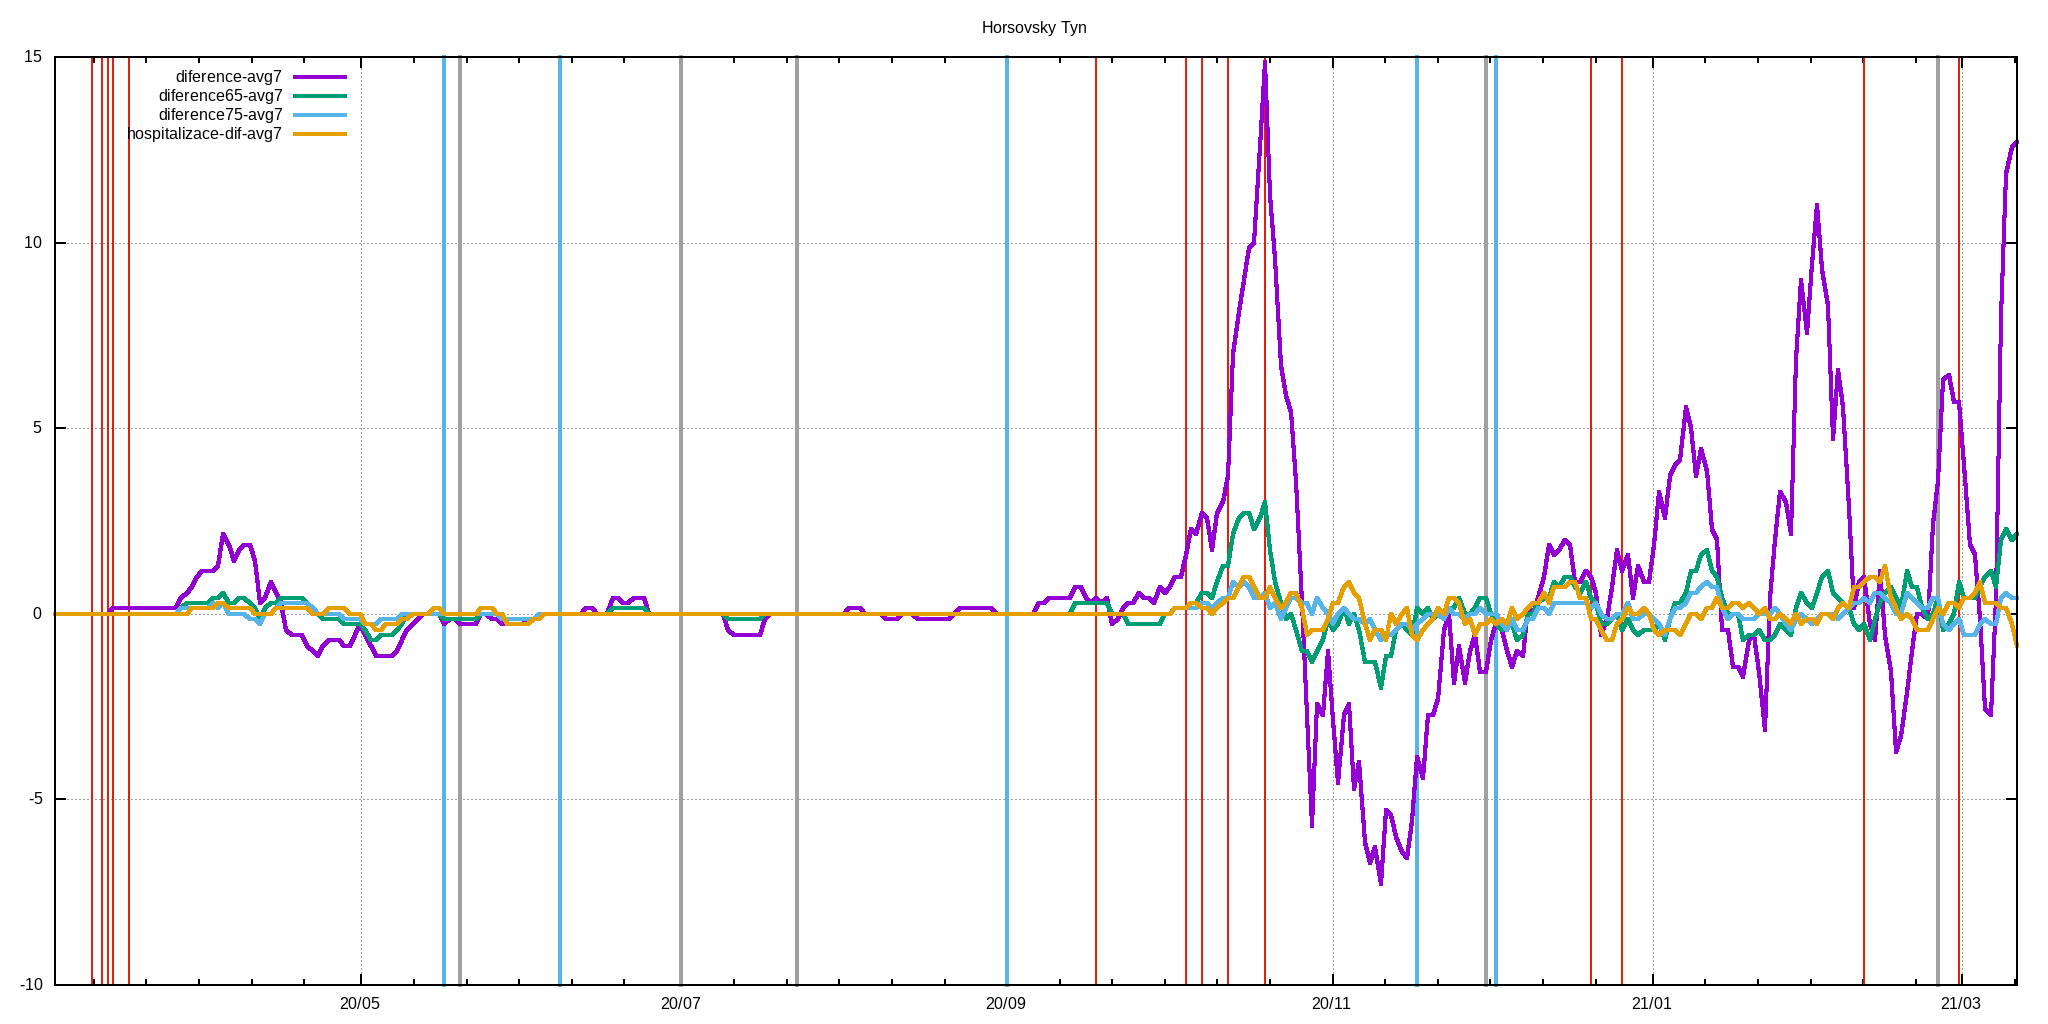 Horsovsky Tyn
15
diference-avg7
diference65-avg7
diference75-avg7
hospitalizace-dif-avg7
10
5
0
-5
-10
20/05 20/07 20/09 20/11 21/01 21/03